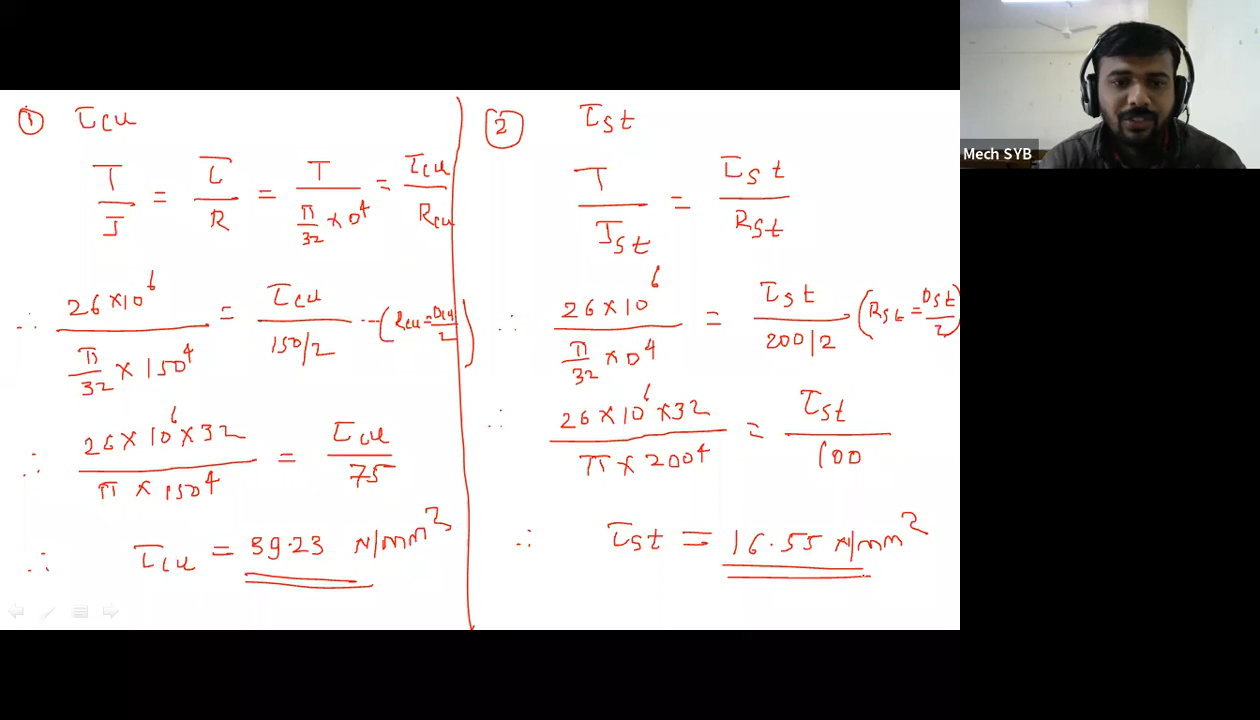 ① τcu
T/J = τ/R = T/(π/32 × D⁴) = τcu/Rcu
∴ 26×10⁶/(π/32 × 150⁴) = τcu/(150/2) ---(Rcu = Dcu/2)
∴ 26×10⁶×32/(π × 150⁴) = τcu/75
∴ τcu = 39.23 N/mm²
② τst
T/Jst = τst/Rst
∴ 26×10⁶/(π/32 × D⁴) = τst/(200/2) (Rst = Dst/2)
∴ 26×10⁶×32/(π × 200⁴) = τst/100
∴ τst = 16.55 N/mm²
Mech SYB